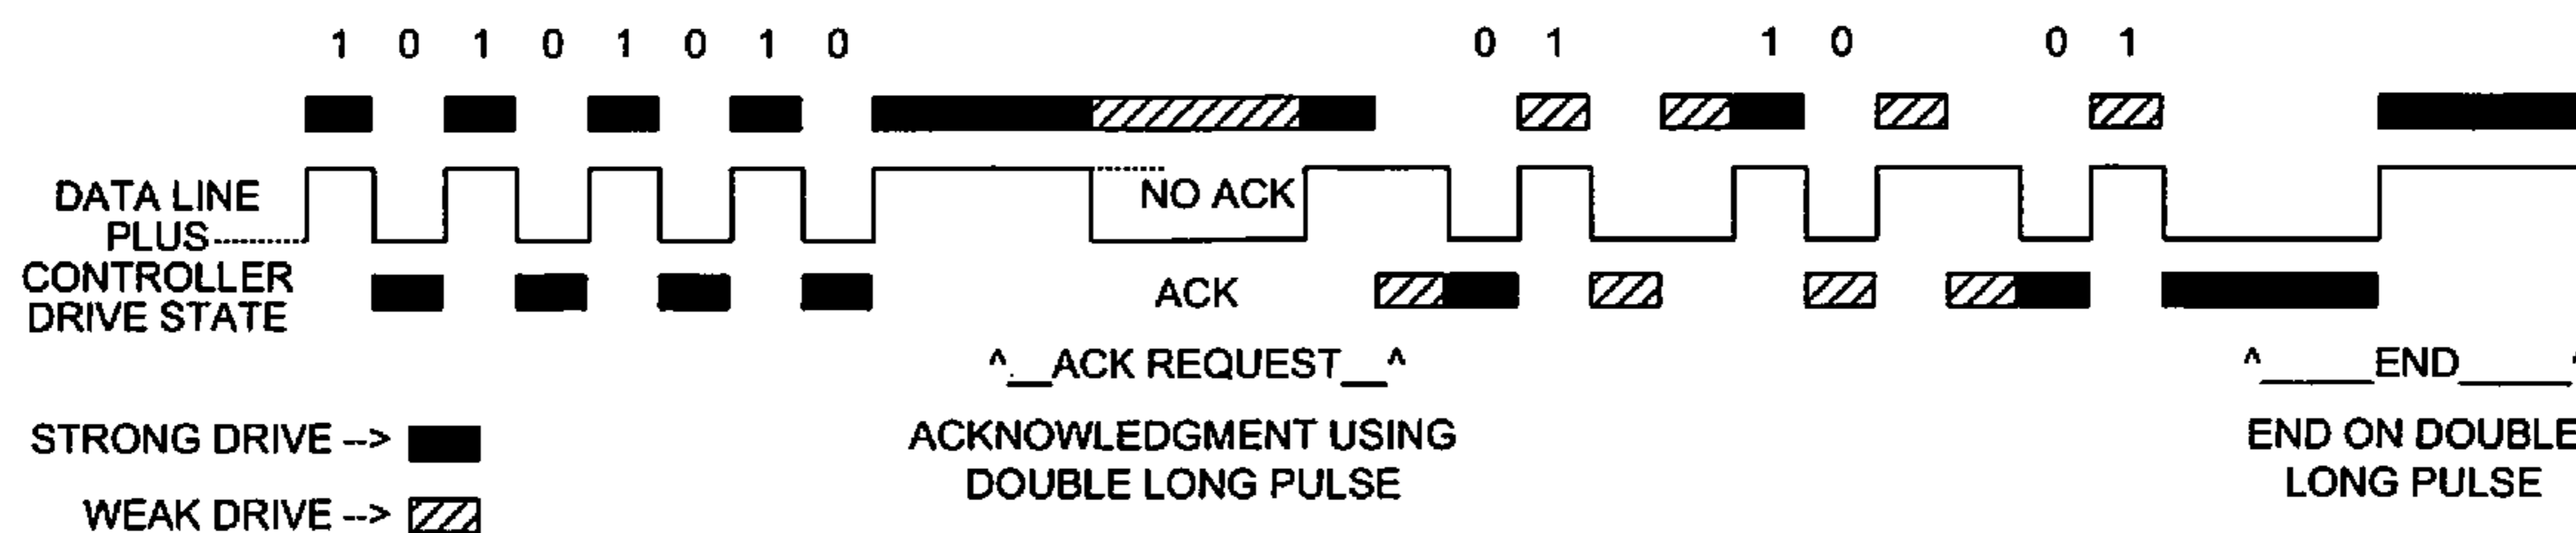 1 0 1 0 1 0 1 0 0 1 1 0 0 1
DATA LINE
PLUS
NO ACK
CONTROLLER
DRIVE STATE
ACK
^__ACK REQUEST__^
^_____END_____^
STRONG DRIVE -->
WEAK DRIVE -->
ACKNOWLEDGMENT USING
DOUBLE LONG PULSE
END ON DOUBLE
LONG PULSE